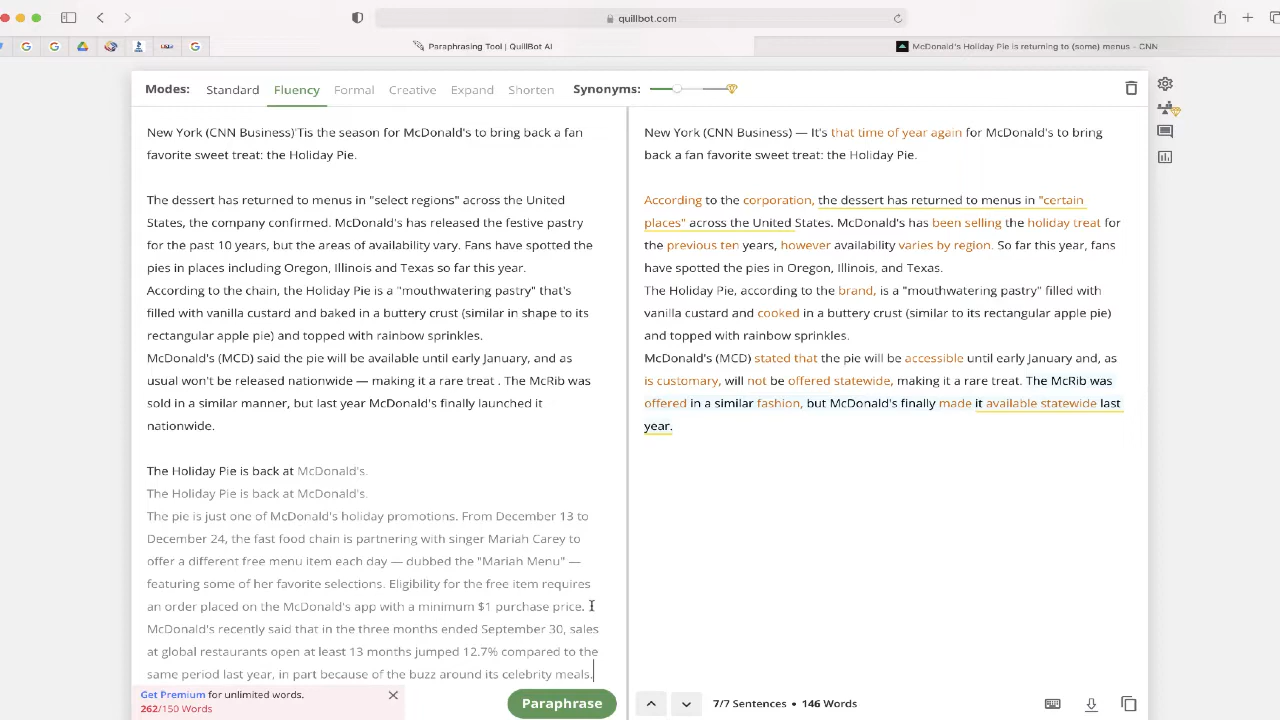 quillbot.com
Paraphrasing Tool | QuillBot AI
McDonald's Holiday Pie is returning to (some) menus - CNN
Modes: Standard Fluency Formal Creative Expand Shorten Synonyms:
New York (CNN Business)'Tis the season for McDonald's to bring back a fan
favorite sweet treat: the Holiday Pie.
The dessert has returned to menus in "select regions" across the United
States, the company confirmed. McDonald's has released the festive pastry
for the past 10 years, but the areas of availability vary. Fans have spotted the
pies in places including Oregon, Illinois and Texas so far this year.
According to the chain, the Holiday Pie is a "mouthwatering pastry" that's
filled with vanilla custard and baked in a buttery crust (similar in shape to its
rectangular apple pie) and topped with rainbow sprinkles.
McDonald's (MCD) said the pie will be available until early January, and as
usual won't be released nationwide — making it a rare treat . The McRib was
sold in a similar manner, but last year McDonald's finally launched it
nationwide.
The Holiday Pie is back at McDonald's.
The Holiday Pie is back at McDonald's.
The pie is just one of McDonald's holiday promotions. From December 13 to
December 24, the fast food chain is partnering with singer Mariah Carey to
offer a different free menu item each day — dubbed the "Mariah Menu" —
featuring some of her favorite selections. Eligibility for the free item requires
an order placed on the McDonald's app with a minimum $1 purchase price.
McDonald's recently said that in the three months ended September 30, sales
at global restaurants open at least 13 months jumped 12.7% compared to the
same period last year, in part because of the buzz around its celebrity meals.
Get Premium for unlimited words.
262/150 Words
Paraphrase
New York (CNN Business) — It's that time of year again for McDonald's to bring
back a fan favorite sweet treat: the Holiday Pie.
According to the corporation, the dessert has returned to menus in "certain
places" across the United States. McDonald's has been selling the holiday treat for
the previous ten years, however availability varies by region. So far this year, fans
have spotted the pies in Oregon, Illinois, and Texas.
The Holiday Pie, according to the brand, is a "mouthwatering pastry" filled with
vanilla custard and cooked in a buttery crust (similar to its rectangular apple pie)
and topped with rainbow sprinkles.
McDonald's (MCD) stated that the pie will be accessible until early January and, as
is customary, will not be offered statewide, making it a rare treat. The McRib was
offered in a similar fashion, but McDonald's finally made it available statewide last
year.
7/7 Sentences • 146 Words